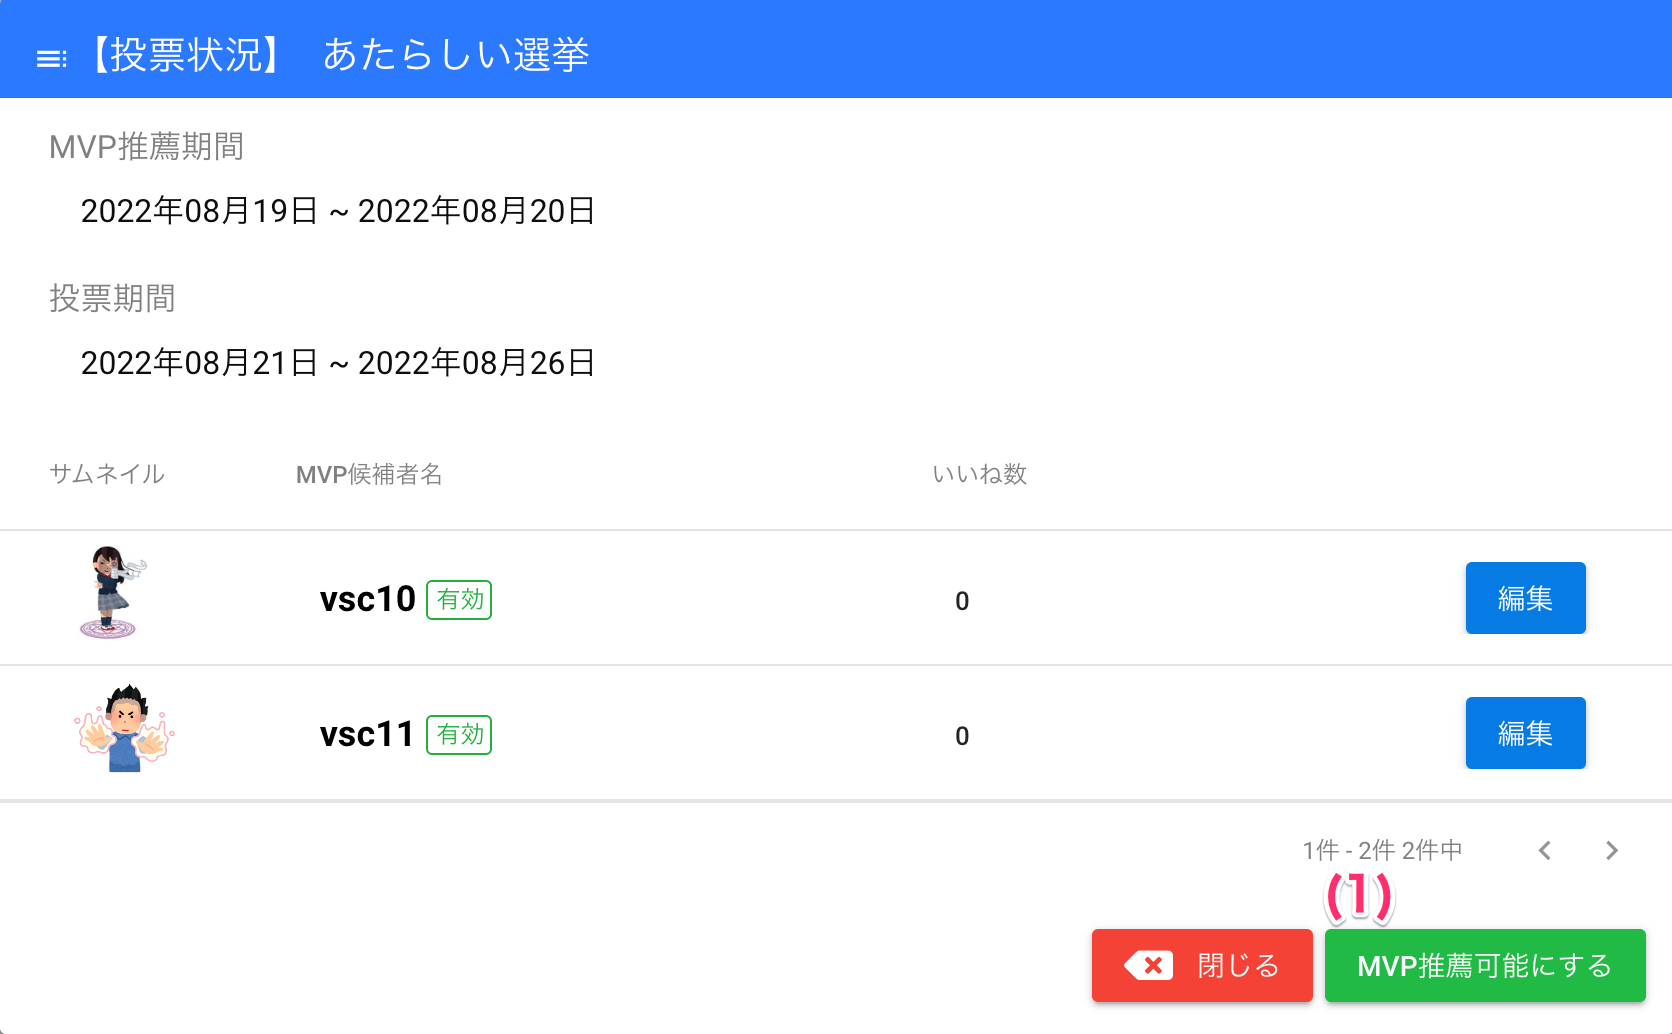 【投票状況】 あたらしい選挙
MVP推薦期間
2022年08月19日 ~ 2022年08月20日
投票期間
2022年08月21日 ~ 2022年08月26日
サムネイル MVP候補者名 いいね数
vsc10 有効 0 編集
vsc11 有効 0 編集
1件 - 2件 2件中
(1)
閉じる MVP推薦可能にする